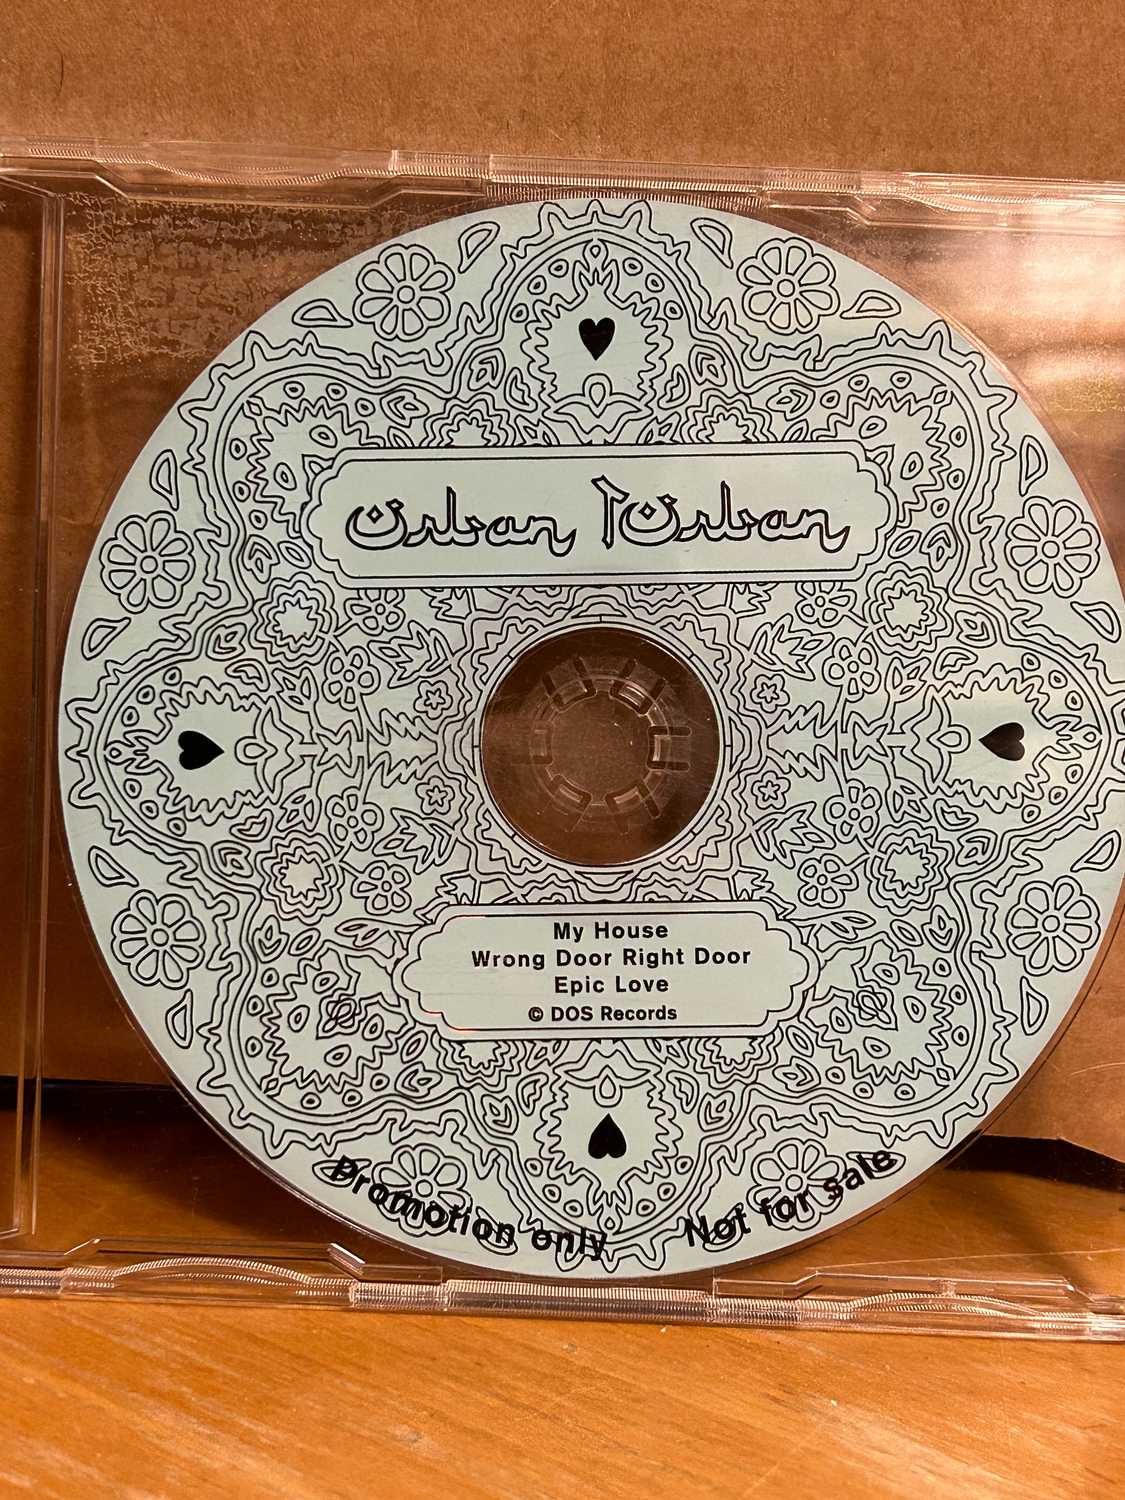 Urban Turban
My House
Wrong Door Right Door
Epic Love
© DOS Records
Promotion only Not for sale